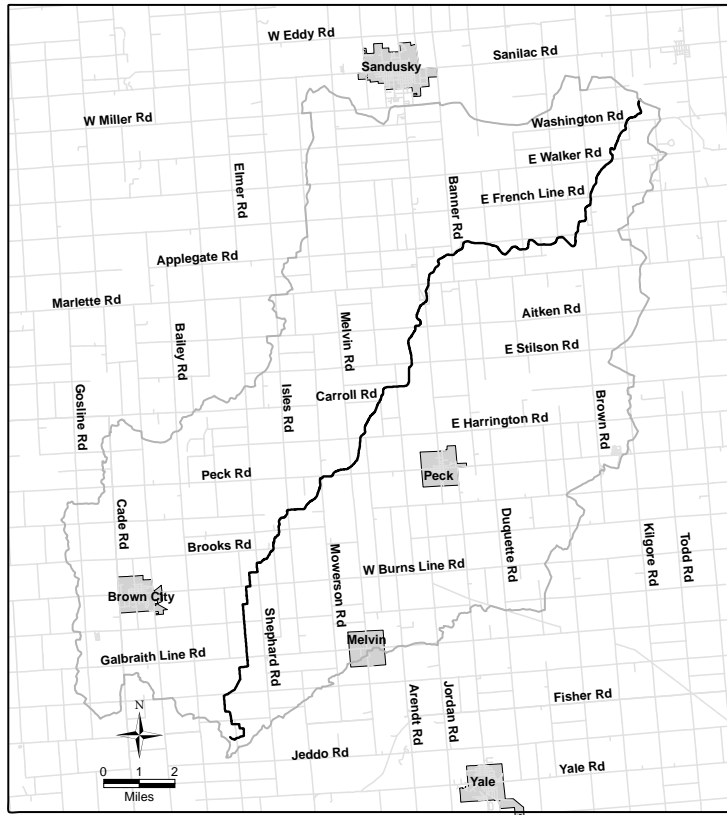 W Eddy Rd
Sanilac Rd
Sandusky
W Miller Rd
Washington Rd
E Walker Rd
Elmer Rd
Banner Rd
E French Line Rd
Applegate Rd
Marlette Rd
Aitken Rd
Bailey Rd
Melvin Rd
E Stilson Rd
Gosline Rd
Isles Rd
Carroll Rd
Brown Rd
E Harrington Rd
Peck Rd
Peck
Cade Rd
Brooks Rd
Mowerson Rd
Duquette Rd
Kilgore Rd
Todd Rd
W Burns Line Rd
Brown City
Shephard Rd
Melvin
Galbraith Line Rd
Arendt Rd
Jordan Rd
Fisher Rd
N
Jeddo Rd
Yale Rd
Yale
0 1 2
Miles